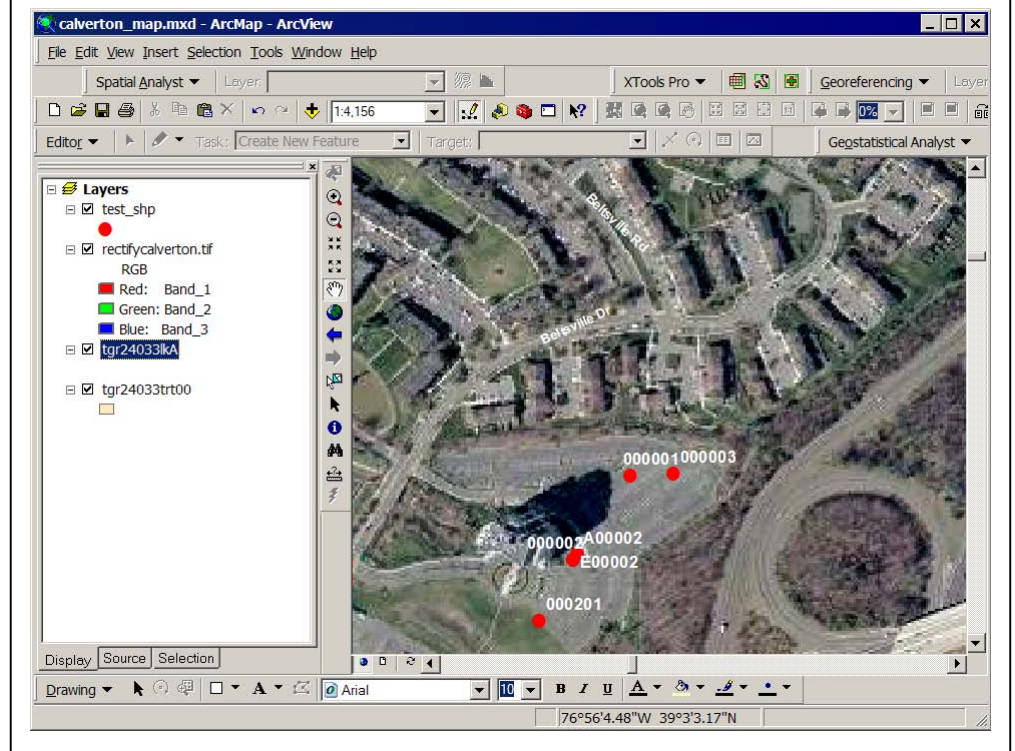 calverton_map.mxd - ArcMap - ArcView
File Edit View Insert Selection Tools Window Help
Spatial Analyst Layer: XTools Pro Georeferencing Layer
1:4,156 0%
Editor Task: Create New Feature Target: Geostatistical Analyst
Layers
test_shp
rectifycalverton.tif
RGB
Red: Band_1
Green: Band_2
Blue: Band_3
tgr24033lkA
tgr24033trt00
Beltsville Rd
Beltsville Dr
000001 000003
000002 A00002
E00002
000201
Display Source Selection
Drawing A Arial 10 B I U A
76°56'4.48"W 39°3'3.17"N